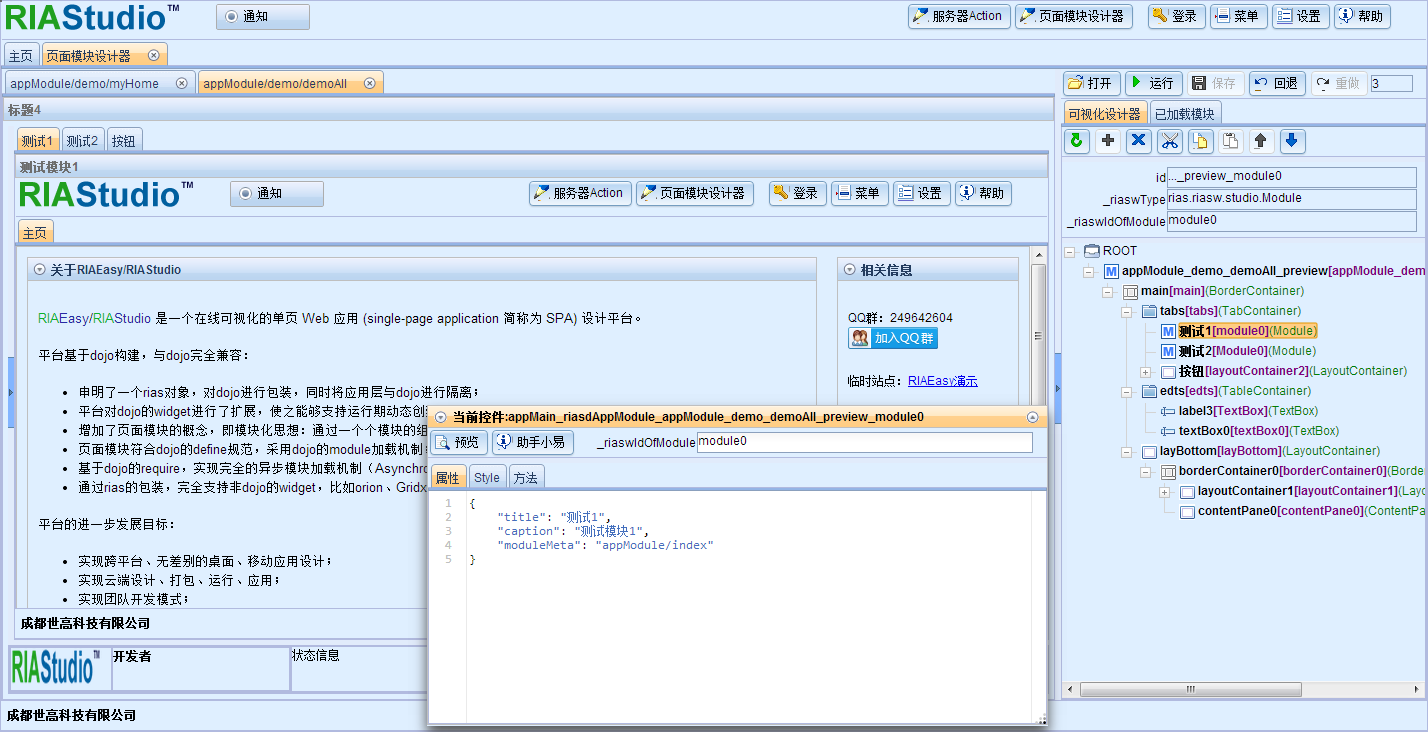 RIAStudio™ 通知 服务器Action 页面模块设计器 登录 菜单 设置 帮助
主页 页面模块设计器
appModule/demo/myHome appModule/demo/demoAll
标题4
测试1 测试2 按钮
测试模块1
RIAStudio™ 通知 服务器Action 页面模块设计器 登录 菜单 设置 帮助
主页
关于RIAEasy/RIAStudio
RIAEasy/RIAStudio 是一个在线可视化的单页 Web 应用 (single-page application 简称为 SPA) 设计平台。
平台基于dojo构建，与dojo完全兼容：
• 申明了一个rias对象，对dojo进行包装，同时将应用层与dojo进行隔离；
• 平台对dojo的widget进行了扩展，使之能够支持运行期动态创
• 增加了页面模块的概念，即模块化思想：通过一个个模块的组
• 页面模块符合dojo的define规范，采用dojo的module加载机制
• 基于dojo的require，实现完全的异步模块加载机制（Asynchro
• 通过rias的包装，完全支持非dojo的widget，比如orion、Gridx
平台的进一步发展目标：
• 实现跨平台、无差别的桌面、移动应用设计；
• 实现云端设计、打包、运行、应用；
• 实现团队开发模式；
相关信息
QQ群：249642604
加入QQ群
临时站点：RIAEasy演示
成都世高科技有限公司
RIAStudio™ 开发者 状态信息
成都世高科技有限公司
当前控件:appMain_riasdAppModule_appModule_demo_demoAll_preview_module0
预览 助手小易 _riaswIdOfModule module0
属性 Style 方法
1 {
2 "title": "测试1",
3 "caption": "测试模块1",
4 "moduleMeta": "appModule/index"
5 }
打开 运行 保存 回退 重做 3
可视化设计器 已加载模块
id ..._preview_module0
_riaswType rias.riasw.studio.Module
_riaswIdOfModule module0
ROOT
appModule_demo_demoAll_preview[appModule_dem
main[main](BorderContainer)
tabs[tabs](TabContainer)
测试1[module0](Module)
测试2[Module0](Module)
按钮[layoutContainer2](LayoutContainer)
edts[edts](TableContainer)
label3[TextBox](TextBox)
textBox0[textBox0](TextBox)
layBottom[layBottom](LayoutContainer)
borderContainer0[borderContainer0](Border
layoutContainer1[layoutContainer1](Layo
contentPane0[contentPane0](ContentPa